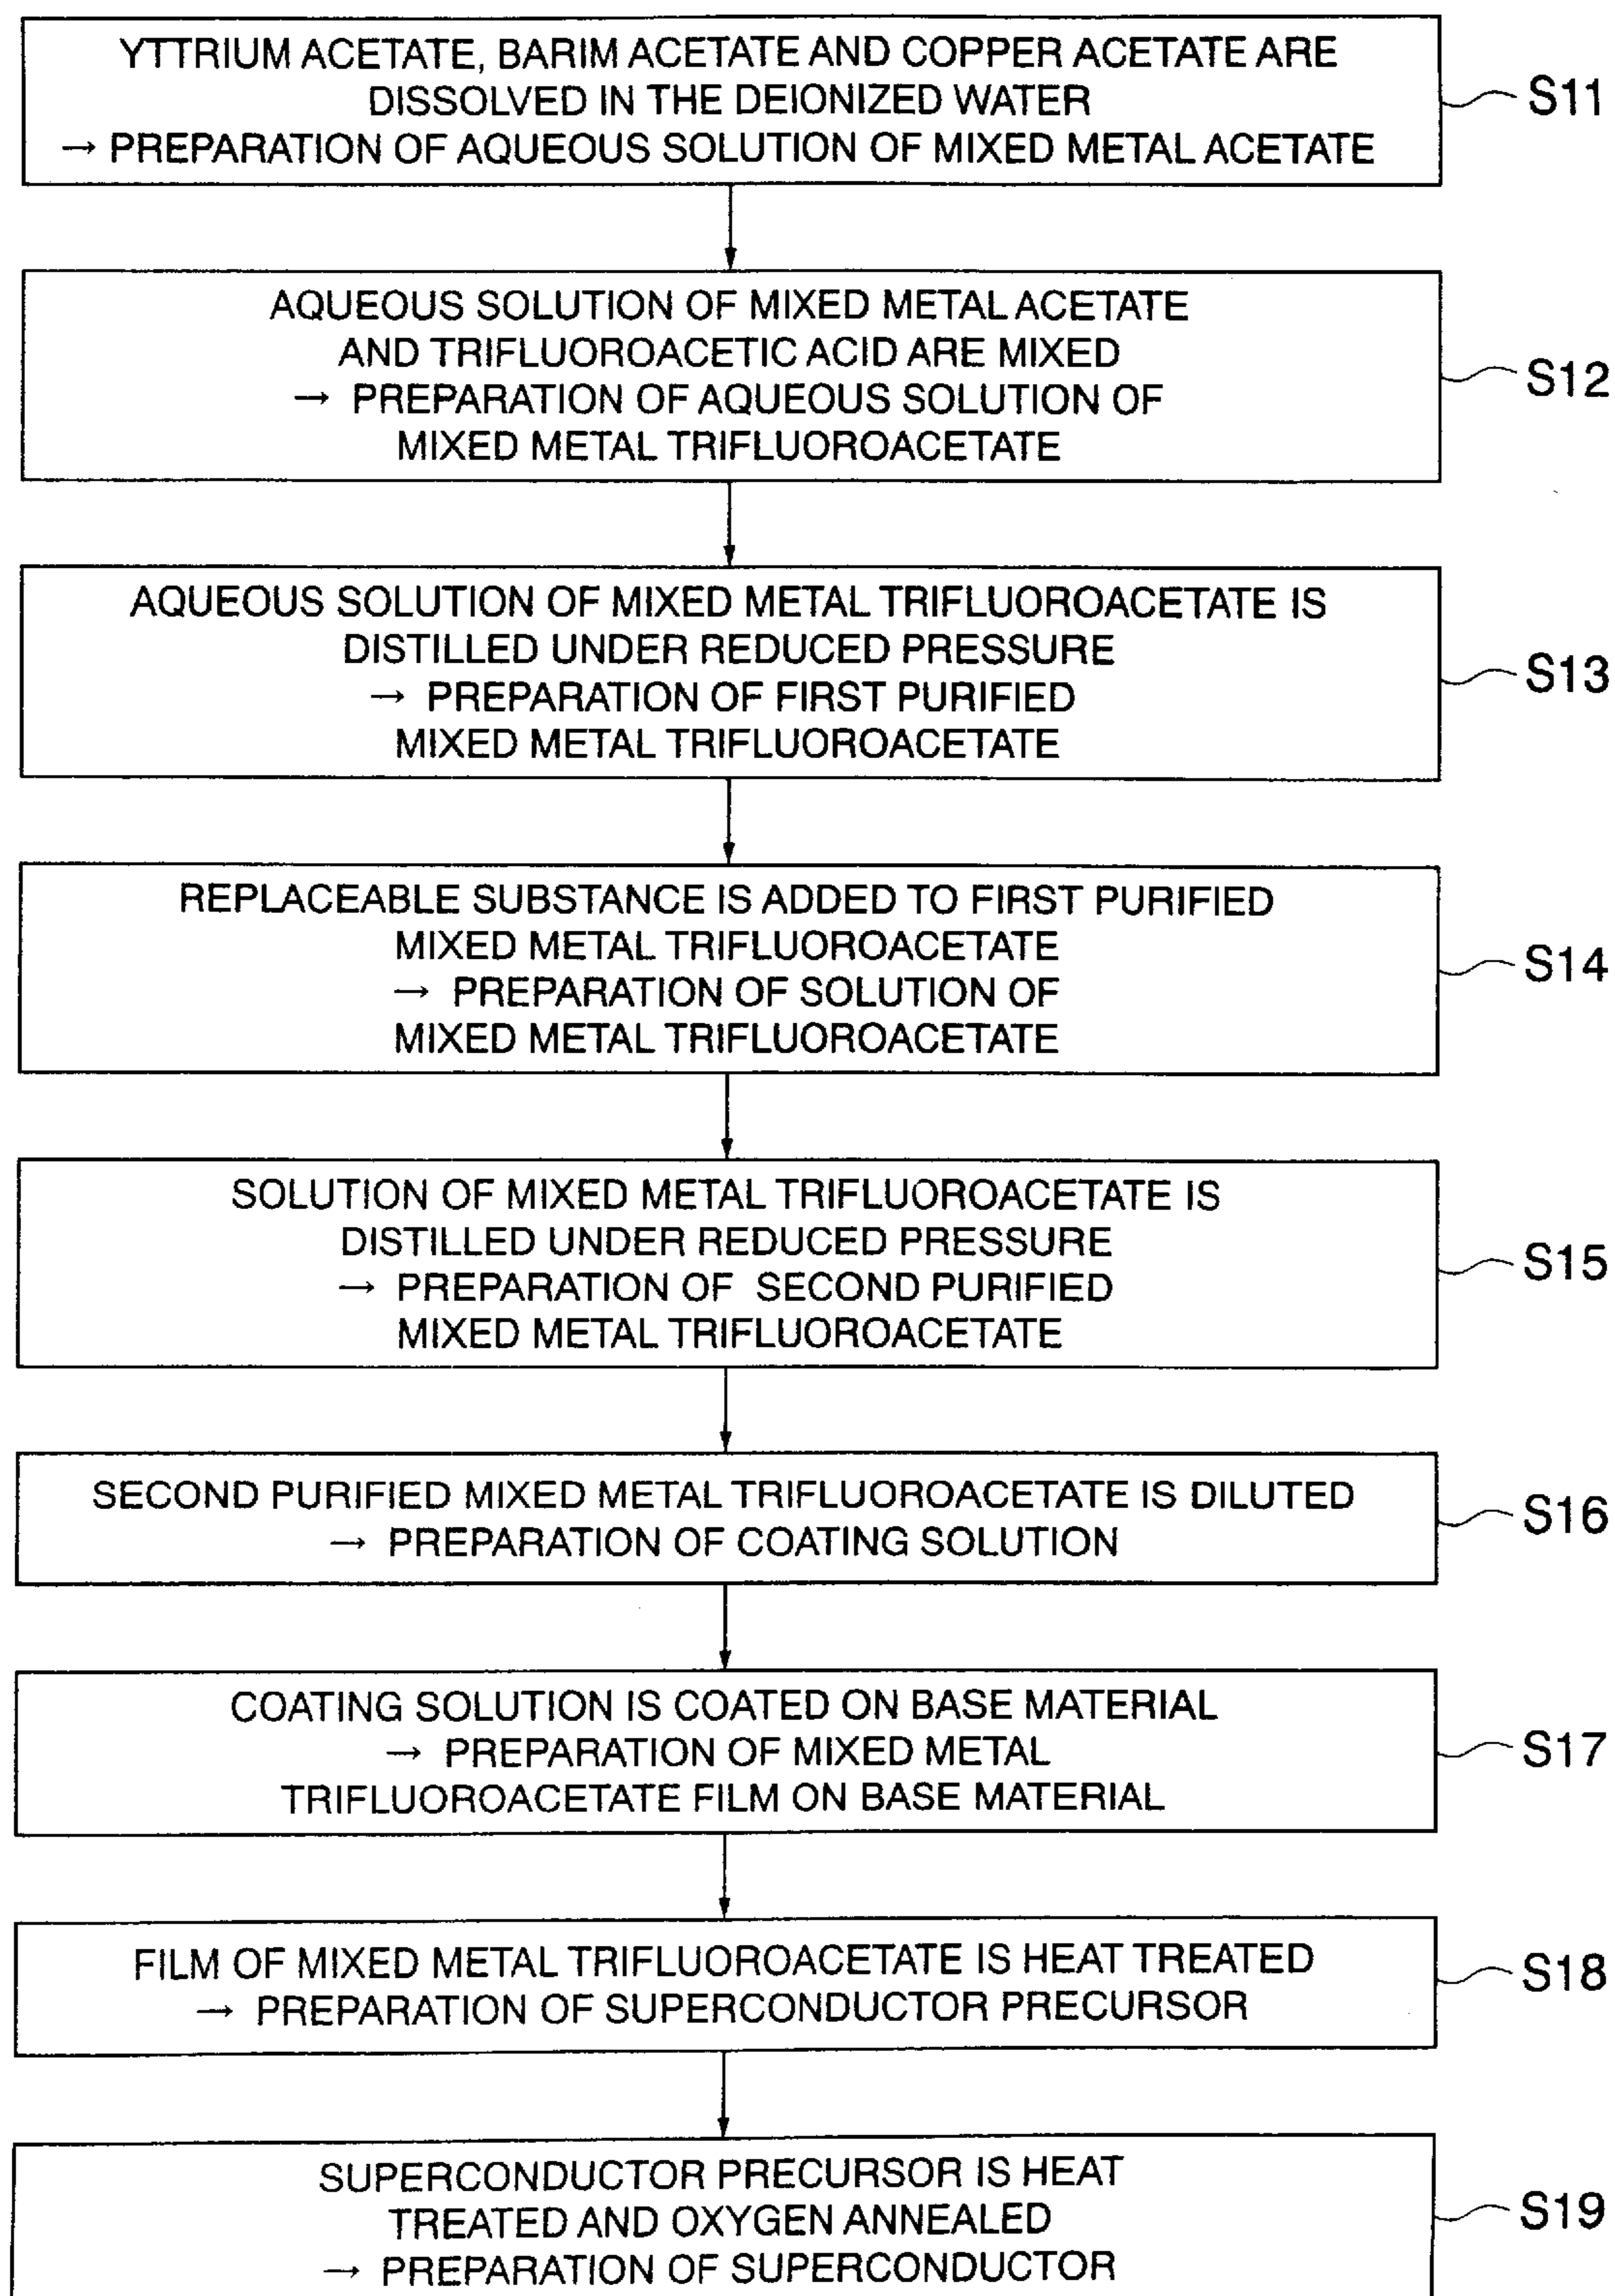 YTTRIUM ACETATE, BARIM ACETATE AND COPPER ACETATE ARE
DISSOLVED IN THE DEIONIZED WATER
→ PREPARATION OF AQUEOUS SOLUTION OF MIXED METAL ACETATE
S11
AQUEOUS SOLUTION OF MIXED METAL ACETATE
AND TRIFLUOROACETIC ACID ARE MIXED
→ PREPARATION OF AQUEOUS SOLUTION OF
MIXED METAL TRIFLUOROACETATE
S12
AQUEOUS SOLUTION OF MIXED METAL TRIFLUOROACETATE IS
DISTILLED UNDER REDUCED PRESSURE
→ PREPARATION OF FIRST PURIFIED
MIXED METAL TRIFLUOROACETATE
S13
REPLACEABLE SUBSTANCE IS ADDED TO FIRST PURIFIED
MIXED METAL TRIFLUOROACETATE
→ PREPARATION OF SOLUTION OF
MIXED METAL TRIFLUOROACETATE
S14
SOLUTION OF MIXED METAL TRIFLUOROACETATE IS
DISTILLED UNDER REDUCED PRESSURE
→ PREPARATION OF SECOND PURIFIED
MIXED METAL TRIFLUOROACETATE
S15
SECOND PURIFIED MIXED METAL TRIFLUOROACETATE IS DILUTED
→ PREPARATION OF COATING SOLUTION
S16
COATING SOLUTION IS COATED ON BASE MATERIAL
→ PREPARATION OF MIXED METAL
TRIFLUOROACETATE FILM ON BASE MATERIAL
S17
FILM OF MIXED METAL TRIFLUOROACETATE IS HEAT TREATED
→ PREPARATION OF SUPERCONDUCTOR PRECURSOR
S18
SUPERCONDUCTOR PRECURSOR IS HEAT
TREATED AND OXYGEN ANNEALED
→ PREPARATION OF SUPERCONDUCTOR
S19